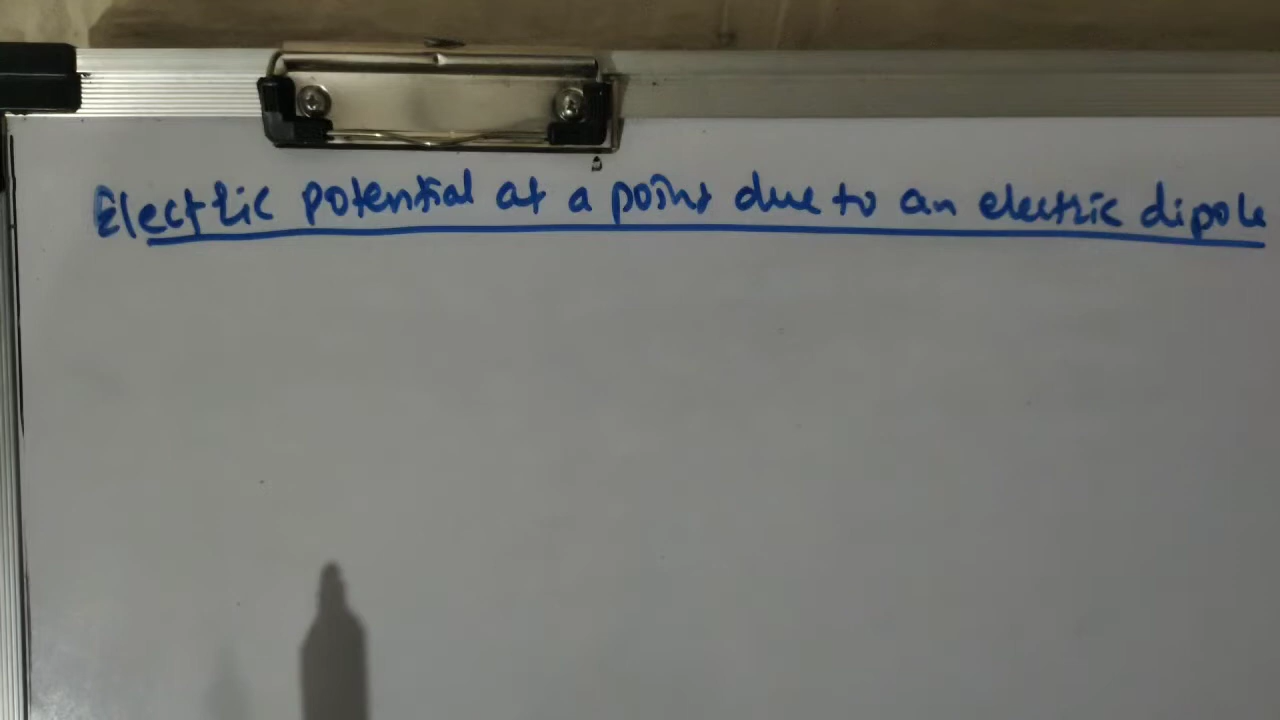 Electric potential at a point due to an electric dipole